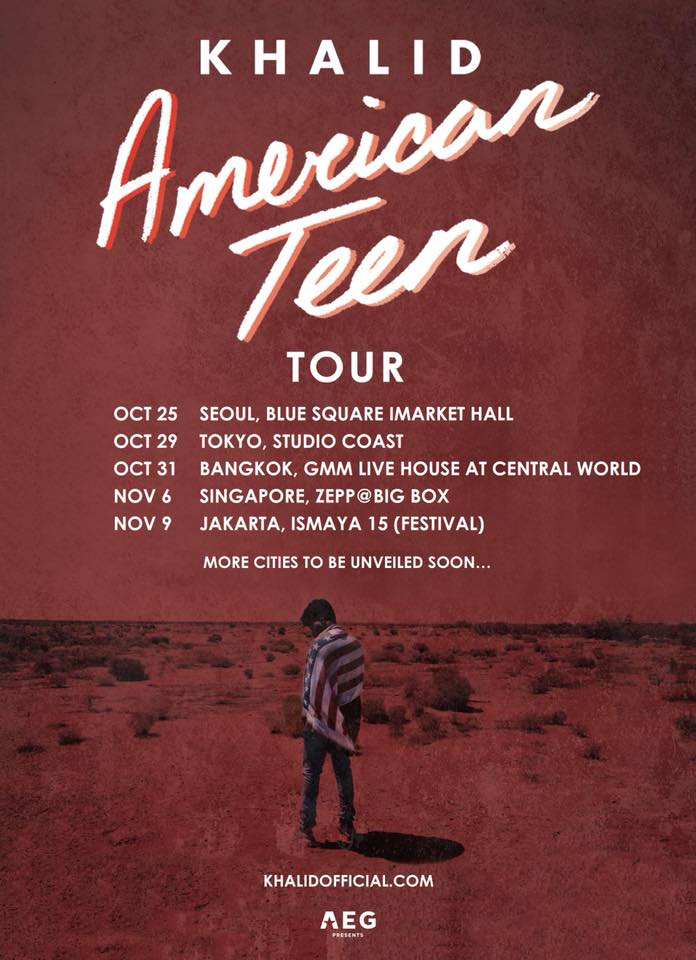 KHALID
American
Teen
TOUR
OCT 25 SEOUL, BLUE SQUARE IMARKET HALL
OCT 29 TOKYO, STUDIO COAST
OCT 31 BANGKOK, GMM LIVE HOUSE AT CENTRAL WORLD
NOV 6 SINGAPORE, ZEPP@BIG BOX
NOV 9 JAKARTA, ISMAYA 15 (FESTIVAL)
MORE CITIES TO BE UNVEILED SOON...
KHALIDOFFICIAL.COM
AEG
PRESENTS